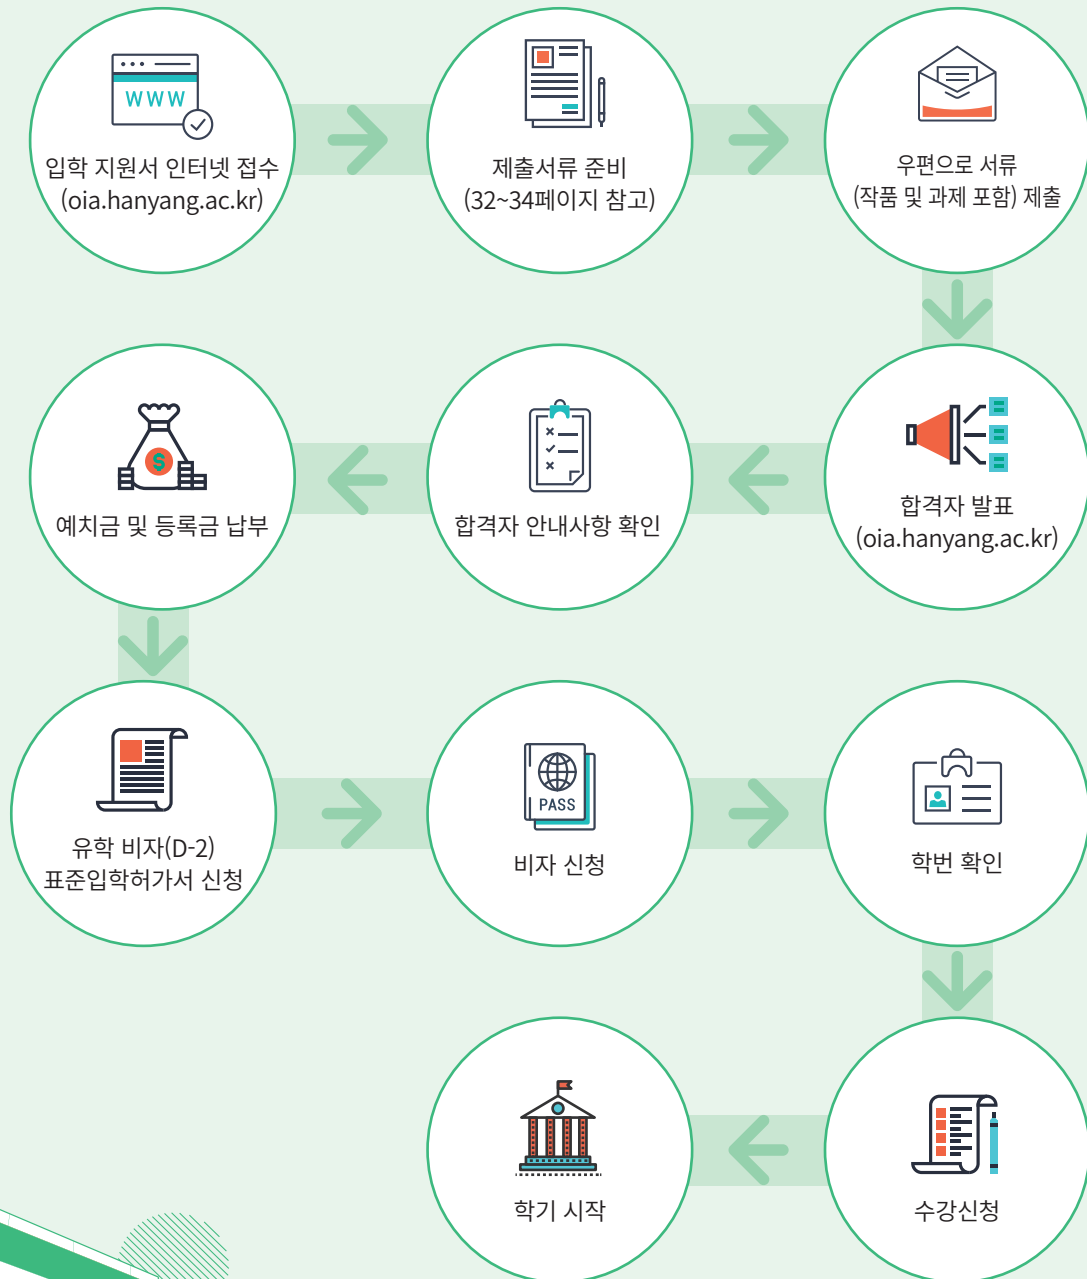 WWW
입학 지원서 인터넷 접수
(oia.hanyang.ac.kr)
제출서류 준비
(32~34페이지 참고)
우편으로 서류
(작품 및 과제 포함) 제출
합격자 발표
(oia.hanyang.ac.kr)
합격자 안내사항 확인
$
예치금 및 등록금 납부
유학 비자(D-2)
표준입학허가서 신청
PASS
비자 신청
학번 확인
수강신청
학기 시작